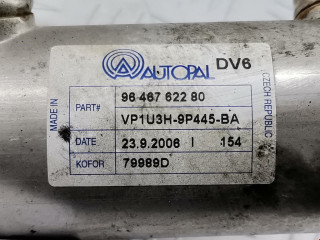 AUTOPAL DV6
MADE IN
CZECH REPUBLIC
PART# 96 467 622 80
VP1U3H-9P445-BA
DATE 23.9.2006 I 154
KOFOR 79989D